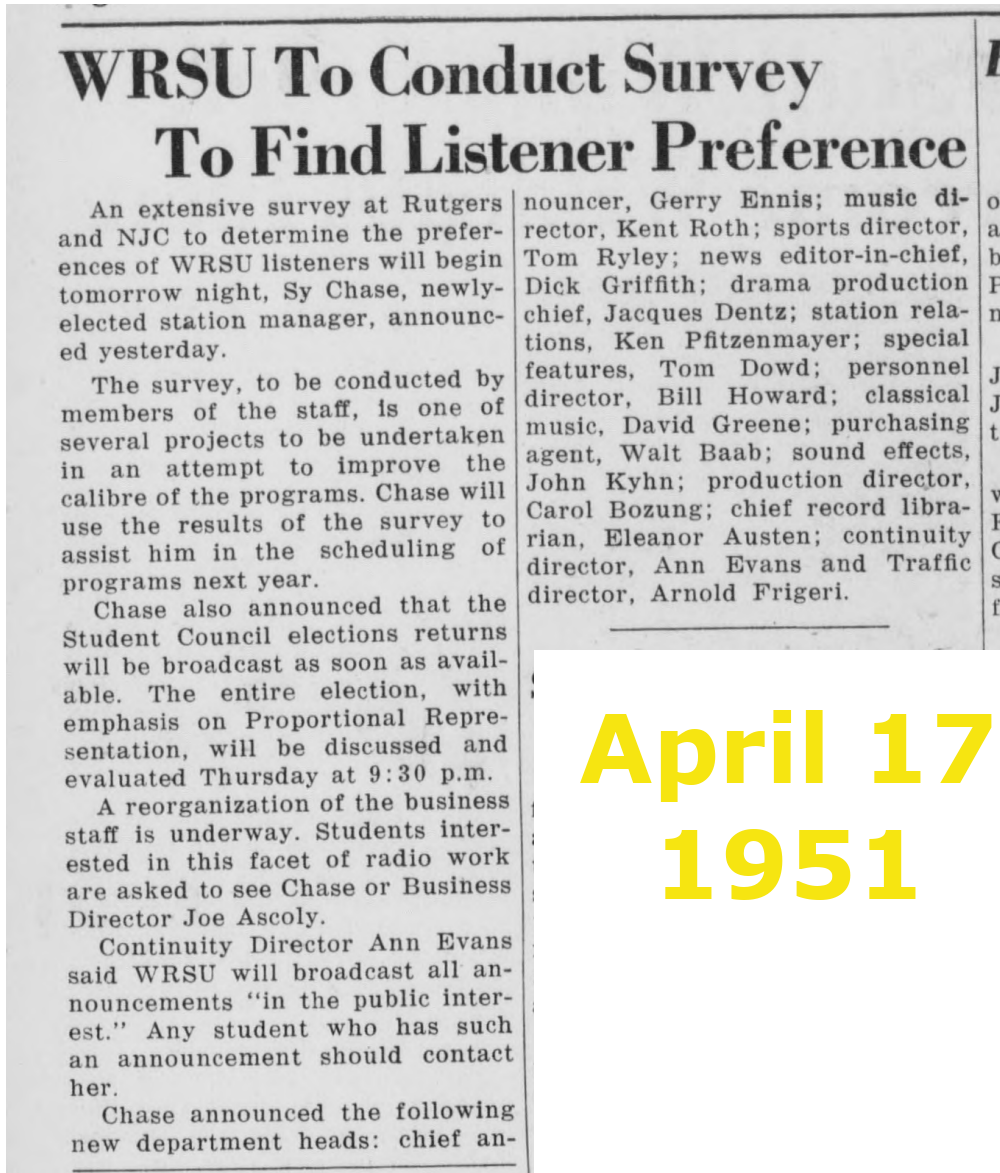 WRSU To Conduct Survey
To Find Listener Preference
An extensive survey at Rutgers
and NJC to determine the prefer-
ences of WRSU listeners will begin
tomorrow night, Sy Chase, newly-
elected station manager, announc-
ed yesterday.
The survey, to be conducted by
members of the staff, is one of
several projects to be undertaken
in an attempt to improve the
calibre of the programs. Chase will
use the results of the survey to
assist him in the scheduling of
programs next year.
Chase also announced that the
Student Council elections returns
will be broadcast as soon as avail-
able. The entire election, with
emphasis on Proportional Repre-
sentation, will be discussed and
evaluated Thursday at 9:30 p.m.
A reorganization of the business
staff is underway. Students inter-
ested in this facet of radio work
are asked to see Chase or Business
Director Joe Ascoly.
Continuity Director Ann Evans
said WRSU will broadcast all an-
nouncements “in the public inter-
est.” Any student who has such
an announcement should contact
her.
Chase announced the following
new department heads: chief an-
nouncer, Gerry Ennis; music di-
rector, Kent Roth; sports director,
Tom Ryley; news editor-in-chief,
Dick Griffith; drama production
chief, Jacques Dentz; station rela-
tions, Ken Pfitzenmayer; special
features, Tom Dowd; personnel
director, Bill Howard; classical
music, David Greene; purchasing
agent, Walt Baab; sound effects,
John Kyhn; production director,
Carol Bozung; chief record libra-
rian, Eleanor Austen; continuity
director, Ann Evans and Traffic
director, Arnold Frigeri.
April 17
1951